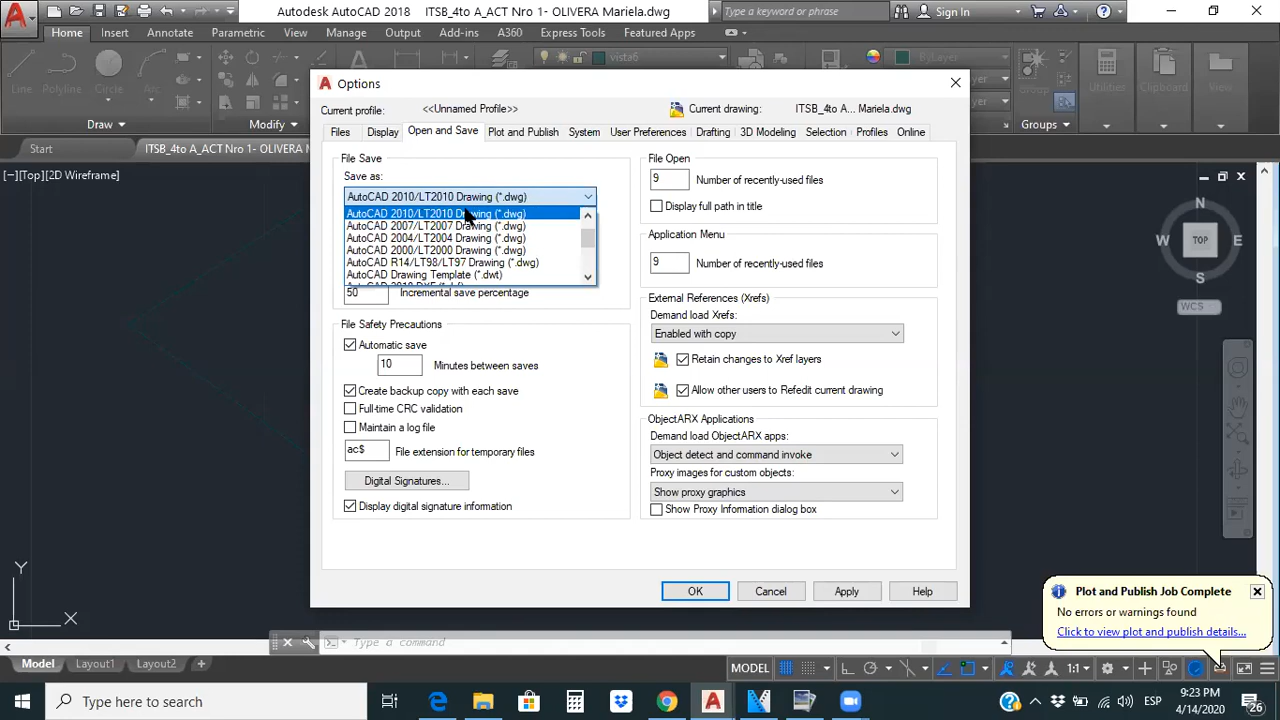 Autodesk AutoCAD 2018 ITSB_4to A_ACT Nro 1- OLIVERA Mariela.dwg
Type a keyword or phrase
Sign In
Home Insert Annotate Parametric View Manage Output Add-ins A360 Express Tools Featured Apps
vista6
ByLayer
Line Polyline Circle Arc
Group Utilities Clipboard View
Draw Modify Groups
Start ITSB_4to A_ACT Nro 1- OLIVERA M
[−][Top][2D Wireframe]
Options
Current profile: <<Unnamed Profile>> Current drawing: ITSB_4to A... Mariela.dwg
Files Display Open and Save Plot and Publish System User Preferences Drafting 3D Modeling Selection Profiles Online
File Save
Save as:
AutoCAD 2010/LT2010 Drawing (*.dwg)
AutoCAD 2010/LT2010 Drawing (*.dwg)
AutoCAD 2007/LT2007 Drawing (*.dwg)
AutoCAD 2004/LT2004 Drawing (*.dwg)
AutoCAD 2000/LT2000 Drawing (*.dwg)
AutoCAD R14/LT98/LT97 Drawing (*.dwg)
AutoCAD Drawing Template (*.dwt)
50 Incremental save percentage
File Safety Precautions
Automatic save
10 Minutes between saves
Create backup copy with each save
Full-time CRC validation
Maintain a log file
ac$ File extension for temporary files
Digital Signatures...
Display digital signature information
File Open
9 Number of recently-used files
Display full path in title
Application Menu
9 Number of recently-used files
External References (Xrefs)
Demand load Xrefs:
Enabled with copy
Retain changes to Xref layers
Allow other users to Refedit current drawing
ObjectARX Applications
Demand load ObjectARX apps:
Object detect and command invoke
Proxy images for custom objects:
Show proxy graphics
Show Proxy Information dialog box
OK Cancel Apply Help
N
W TOP E
S
WCS
Y
X
Plot and Publish Job Complete
No errors or warnings found
Click to view plot and publish details...
Type a command
Model Layout1 Layout2 +
MODEL 1:1
Type here to search
ESP
9:23 PM
4/14/2020
26